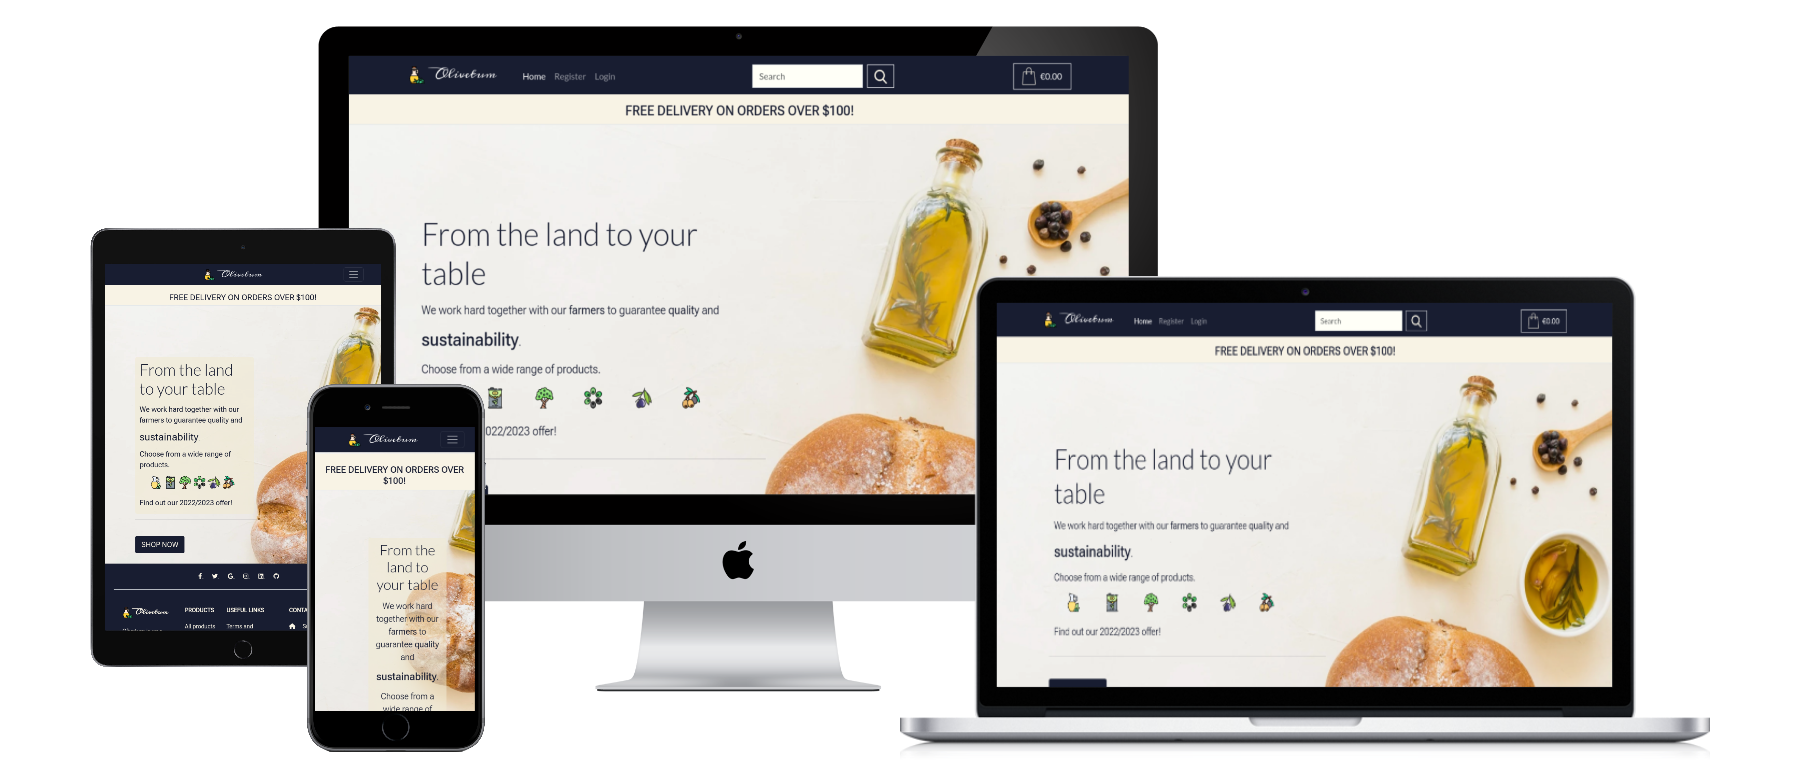 Olivetum Home Register Login Search €0.00
FREE DELIVERY ON ORDERS OVER $100!
From the land to your
table
We work hard together with our farmers to guarantee quality and
sustainability.
Choose from a wide range of products.
022/2023 offer!
Olivetum
FREE DELIVERY ON ORDERS OVER $100!
From the land
to your table
We work hard together with our
farmers to guarantee quality and
sustainability
Choose from a wide range of
products.
Find out our 2022/2023 offer!
SHOP NOW
Olivetum PRODUCTS USEFUL LINKS CONTA
All products Terms and
Olivetum
FREE DELIVERY ON ORDERS OVER
$100!
From the
land to
your table
We work hard
together with our
farmers to
guarantee quality
and
sustainability.
Choose from a
wide range of
Olivetum Home Register Login Search €0.00
FREE DELIVERY ON ORDERS OVER $100!
From the land to your
table
We work hard together with our farmers to guarantee quality and
sustainability.
Choose from a wide range of products.
Find out our 2022/2023 offer!